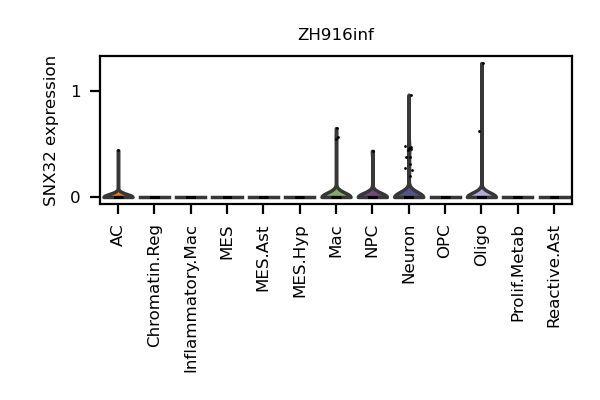 ZH916inf
SNX32 expression
1
0
AC
Chromatin.Reg
Inflammatory.Mac
MES
MES.Ast
MES.Hyp
Mac
NPC
Neuron
OPC
Oligo
Prolif.Metab
Reactive.Ast